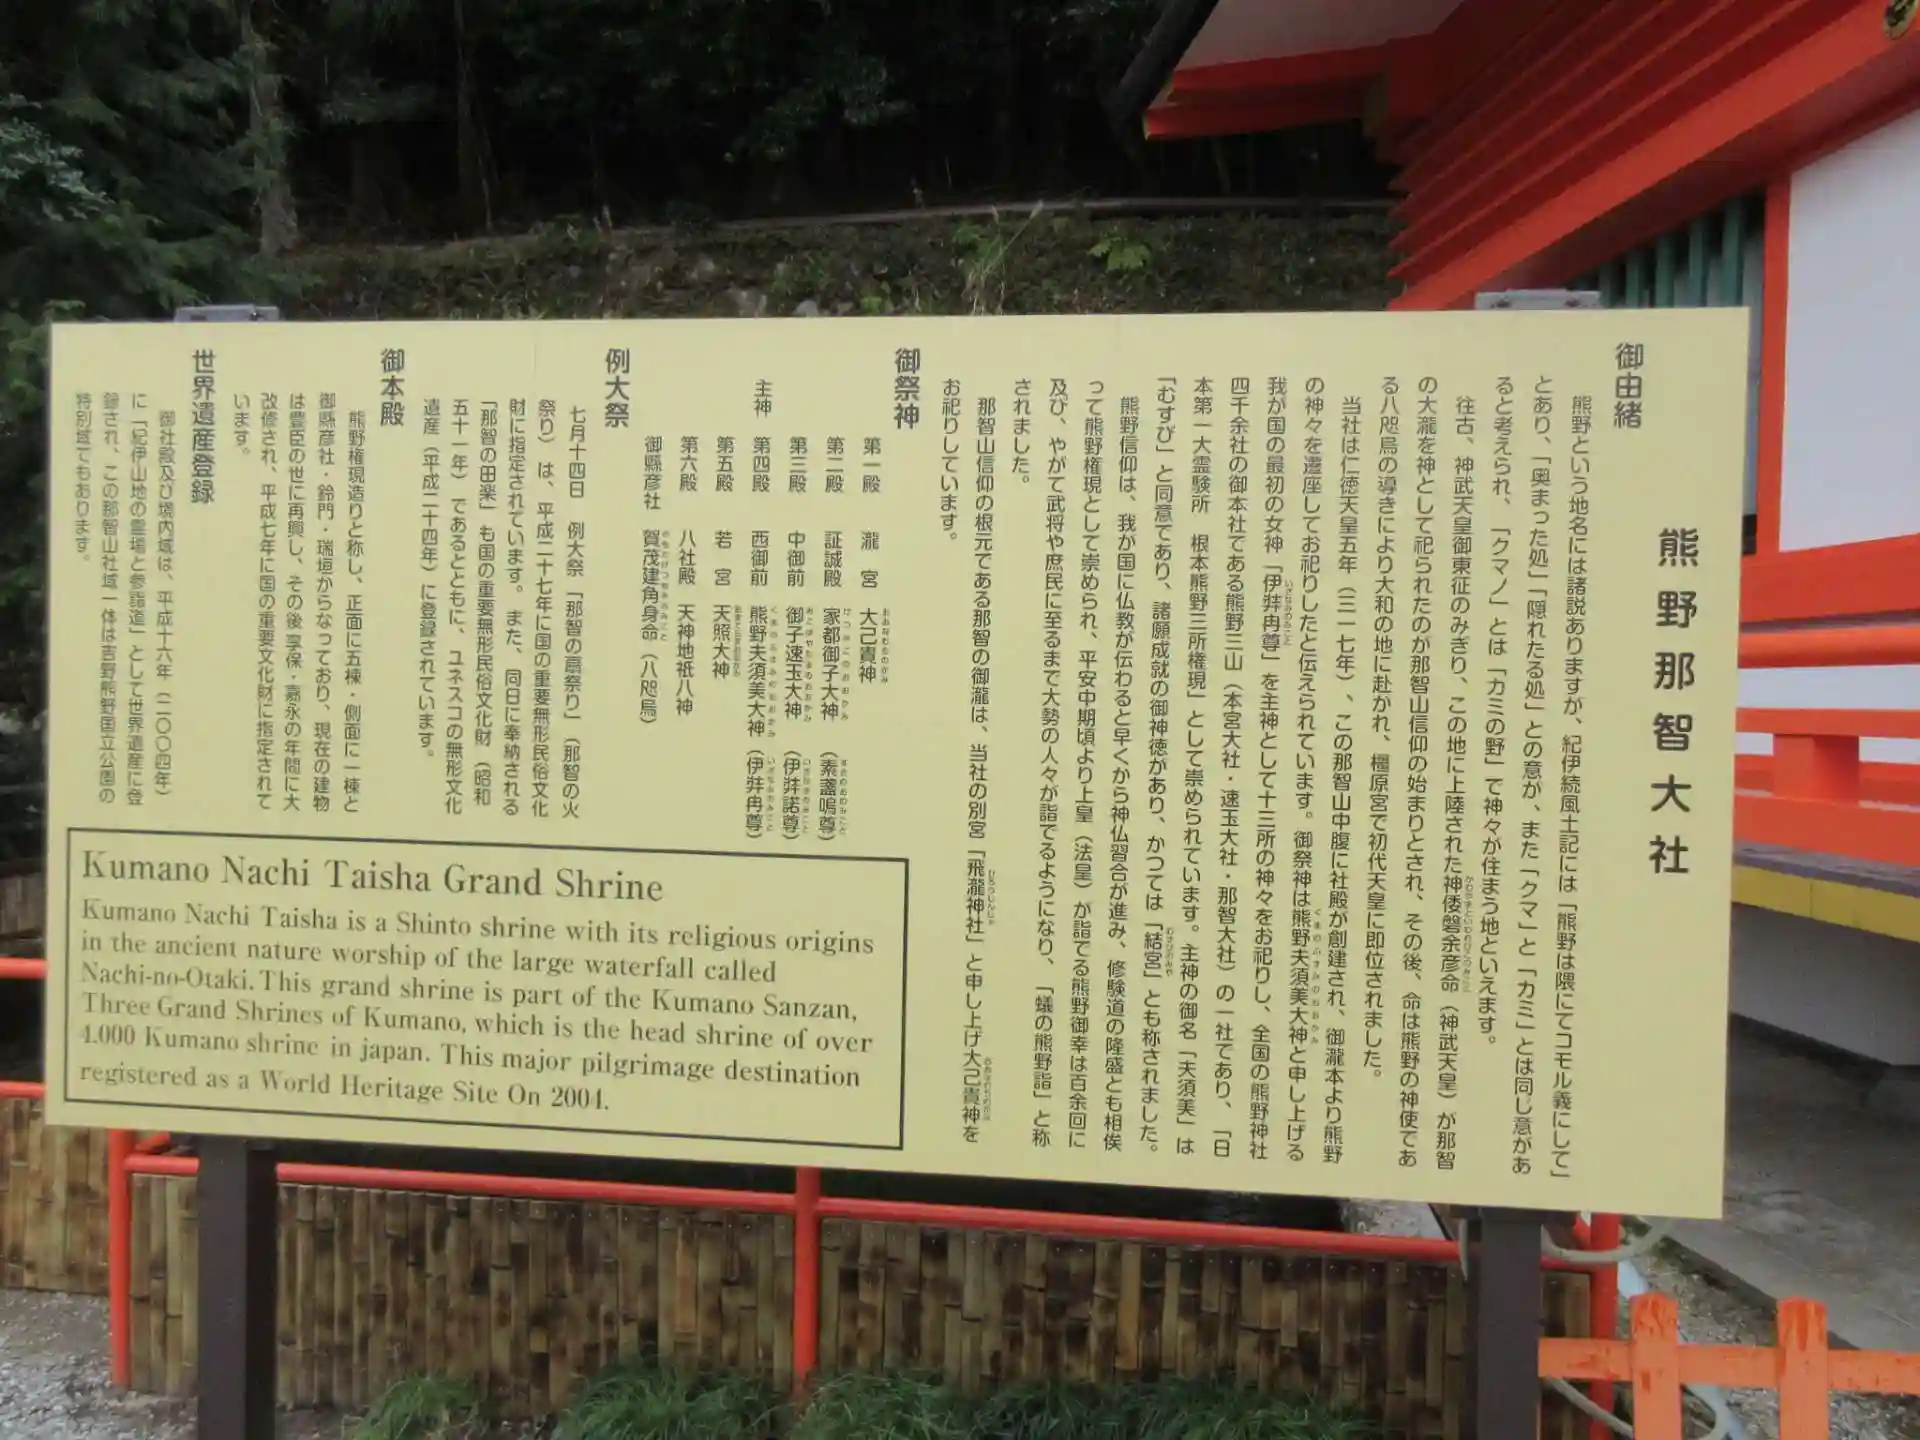 熊野那智大社
御由緒
熊野という地名には諸説ありますが、紀伊続風土記には「熊野は隈にてコモル義にして」
とあり、「奥まった処」「隠れたる処」との意が、また「クマ」と「カミ」とは同じ意があ
ると考えられ、「クマノ」とは「カミの野」で神々が住まう地といえます。
往古、神武天皇御東征のみぎり、この地に上陸された神倭磐余彦命（神武天皇）が那智
の大瀧を神として祀られたのが那智山信仰の始まりとされ、その後、命は熊野の神使であ
る八咫烏の導きにより大和の地に赴かれ、橿原宮で初代天皇に即位されました。
当社は仁徳天皇五年（三一七年）、この那智山中腹に社殿が創建され、御瀧本より熊野
の神々を遷座してお祀りしたと伝えられています。御祭神は熊野夫須美大神と申し上げる
我が国の最初の女神「伊弉冉尊」を主神として十三所の神々をお祀りし、全国の熊野神社
四千余社の御本社である熊野三山（本宮大社・速玉大社・那智大社）の一社であり、「日
本第一大霊験所　根本熊野三所権現」として崇められています。主神の御名「夫須美」は
「むすび」と同意であり、諸願成就の御神徳があり、かつては「結宮」とも称されました。
熊野信仰は、我が国に仏教が伝わると早くから神仏習合が進み、修験道の隆盛とも相俟
って熊野権現として崇められ、平安中期頃より上皇（法皇）が詣でる熊野御幸は百余回に
及び、やがて武将や庶民に至るまで大勢の人々が詣でるようになり、「蟻の熊野詣」と称
されました。
那智山信仰の根元である那智の御瀧は、当社の別宮「飛瀧神社」と申し上げ大己貴神を
お祀りしています。
御祭神
第一殿　瀧宮　大己貴神
第二殿　証誠殿　家都御子大神（素盞嗚尊）
第三殿　中御前　御子速玉大神（伊弉諾尊）
主神　第四殿　西御前　熊野夫須美大神（伊弉冉尊）
第五殿　若宮　天照大神
第六殿　八社殿　天神地祇八神
御縣彦社　賀茂建角身命（八咫烏）
例大祭
七月十四日　例大祭「那智の扇祭り」（那智の火
祭り）は、平成二十七年に国の重要無形民俗文化
財に指定されています。また、同日に奉納される
「那智の田楽」も国の重要無形民俗文化財（昭和
五十一年）であるとともに、ユネスコの無形文化
遺産（平成二十四年）に登録されています。
御本殿
熊野権現造りと称し、正面に五棟・側面に一棟と
御縣彦社・鈴門・瑞垣からなっており、現在の建物
は豊臣の世に再興し、その後享保・嘉永の年間に大
改修され、平成七年に国の重要文化財に指定されて
います。
世界遺産登録
御社殿及び境内域は、平成十六年（二〇〇四年）
に「紀伊山地の霊場と参詣道」として世界遺産に登
録され、この那智山社域一体は吉野熊野国立公園の
特別域でもあります。
Kumano Nachi Taisha Grand Shrine
Kumano Nachi Taisha is a Shinto shrine with its religious origins
in the ancient nature worship of the large waterfall called
Nachi-no-Otaki. This grand shrine is part of the Kumano Sanzan,
Three Grand Shrines of Kumano, which is the head shrine of over
4.000 Kumano shrine in japan. This major pilgrimage destination
registered as a World Heritage Site On 2004.